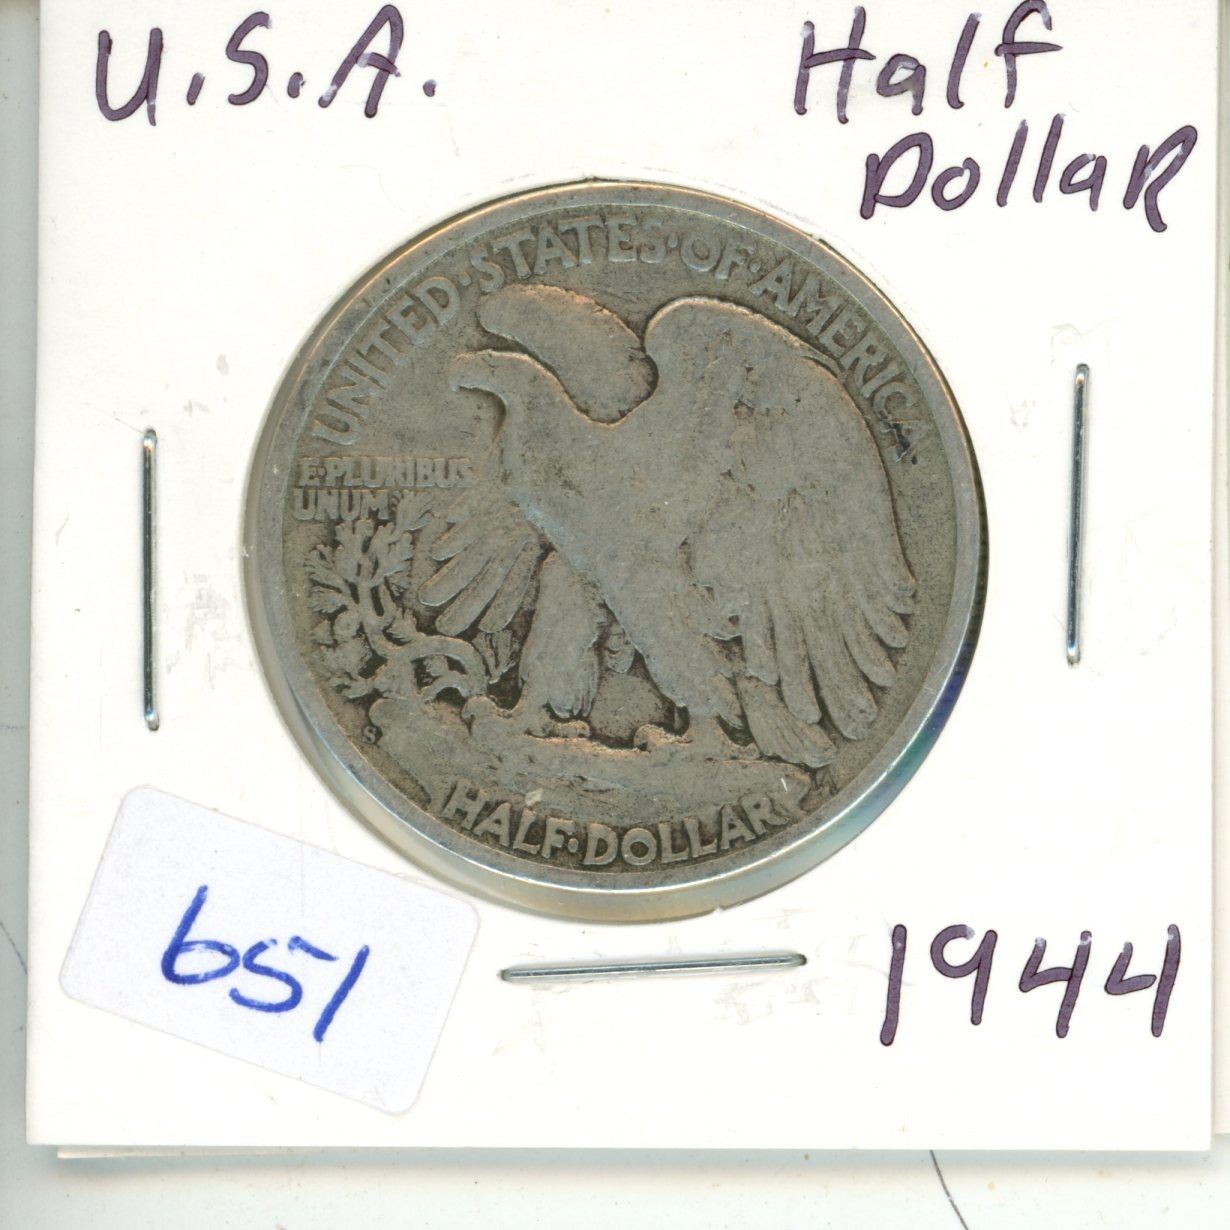 U.S.A.
Half
Dollar
UNITED·STATES·OF·AMERICA
E·PLURIBUS
UNUM
S
HALF·DOLLAR
651
1944